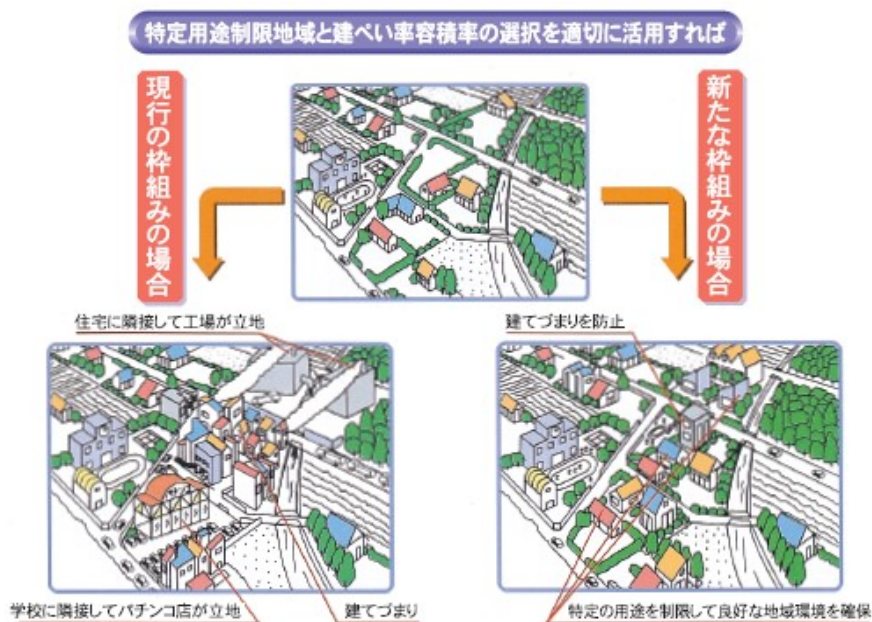 特定用途制限地域と建ぺい率容積率の選択を適切に活用すれば
現行の枠組みの場合
新たな枠組みの場合
住宅に隣接して工場が立地
建てづまりを防止
学校に隣接してパチンコ店が立地
建てづまり
特定の用途を制限して良好な地域環境を確保